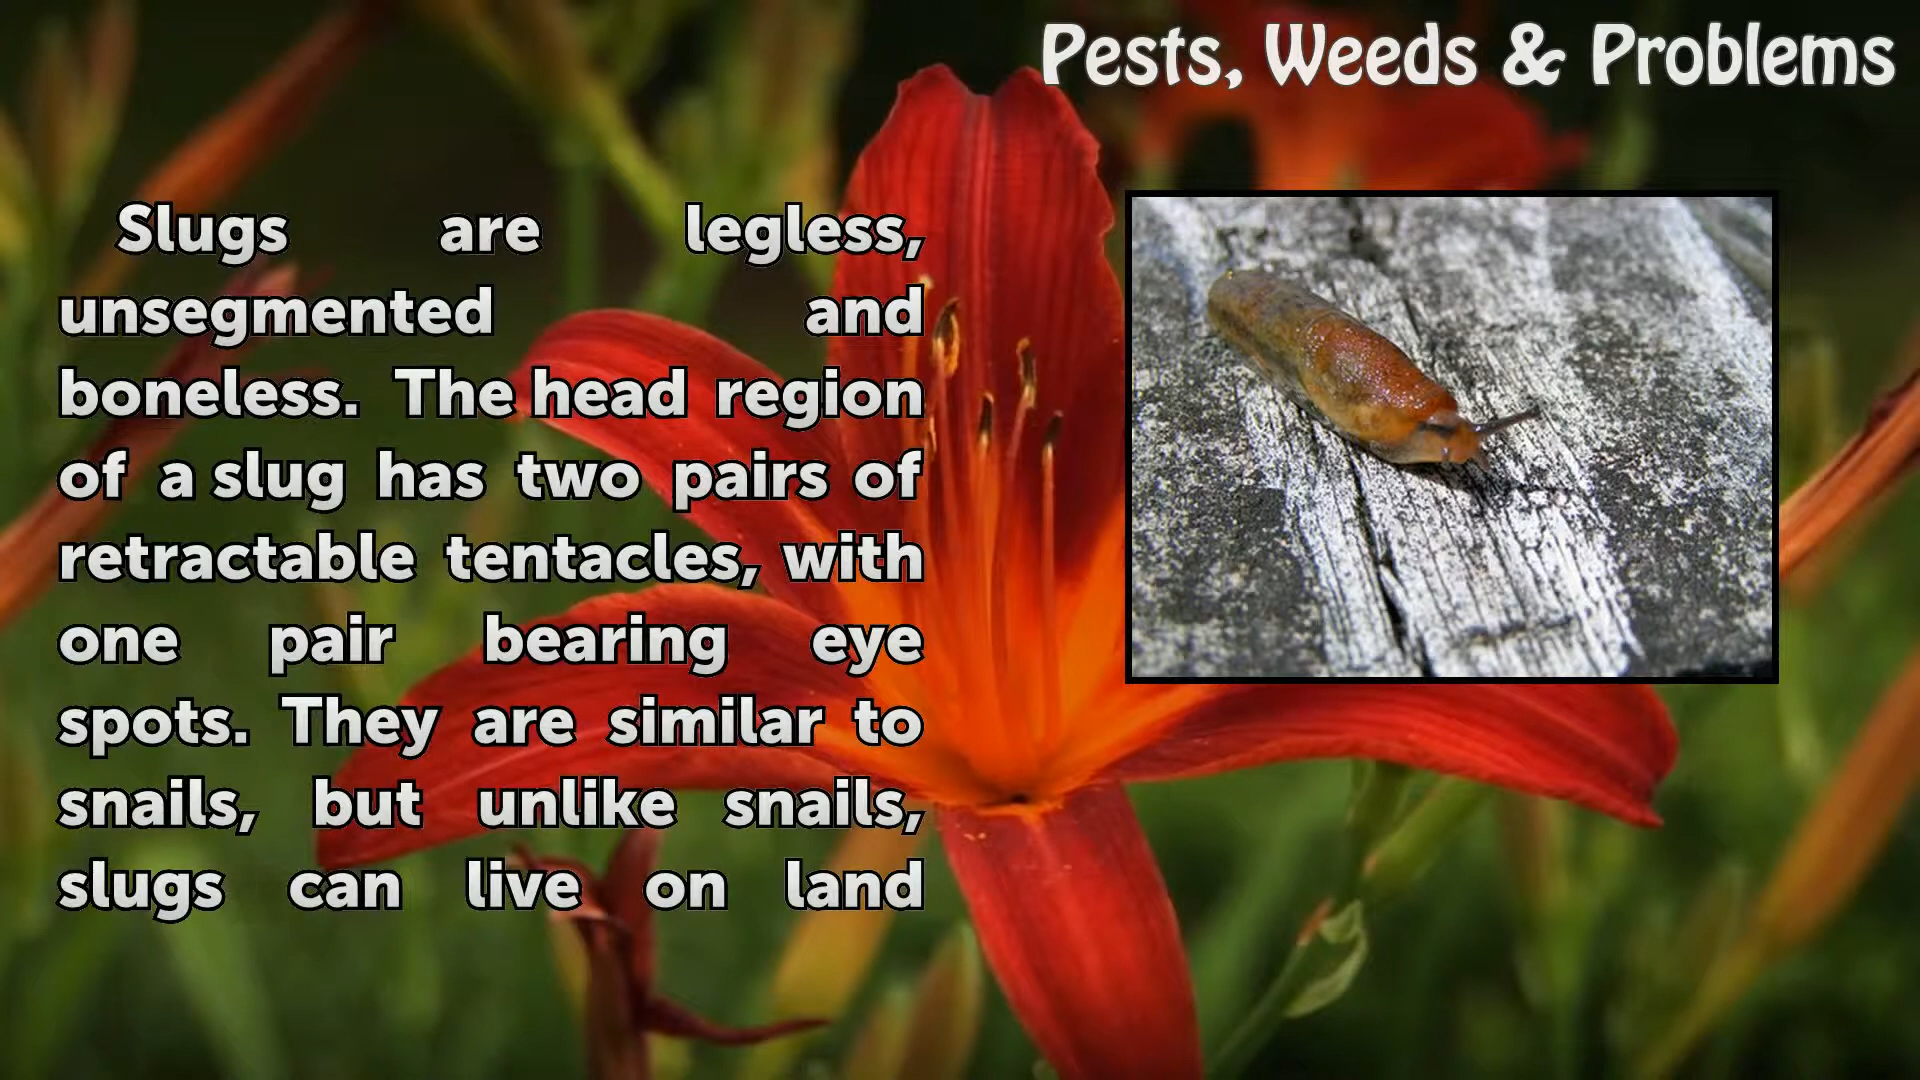 Pests, Weeds & Problems
Slugs are legless,
unsegmented and
boneless. The head region
of a slug has two pairs of
retractable tentacles, with
one pair bearing eye
spots. They are similar to
snails, but unlike snails,
slugs can live on land